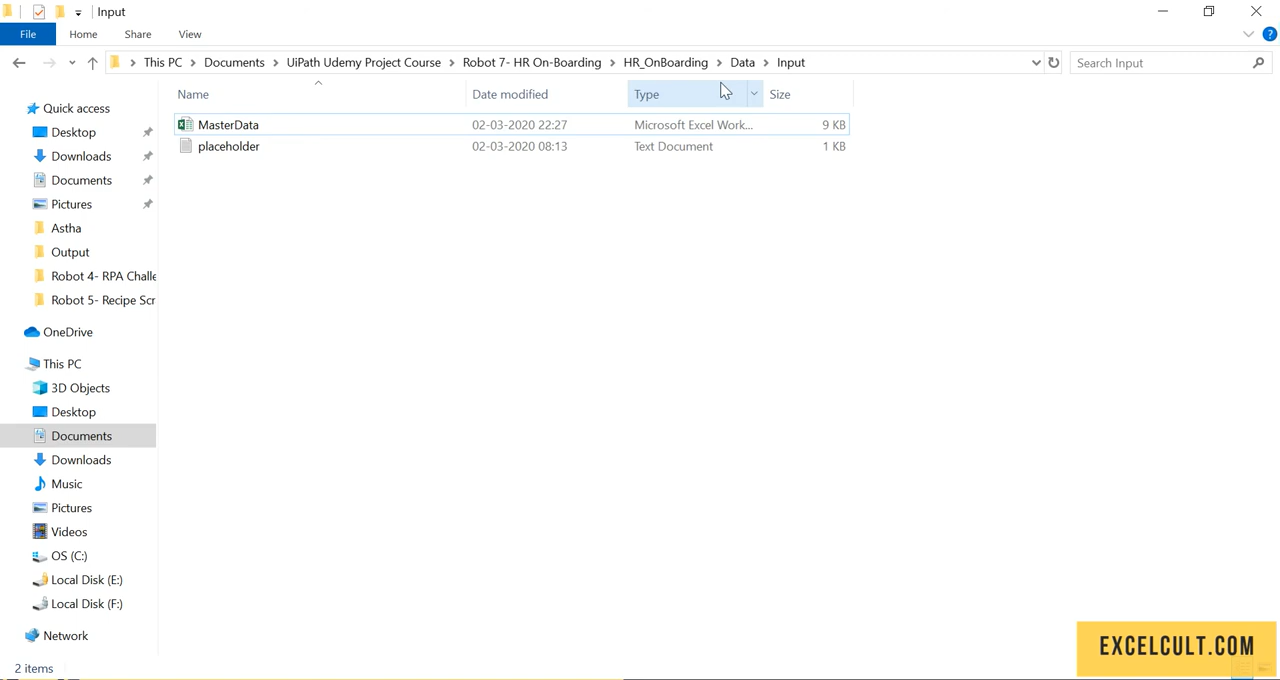 Input
File Home Share View
This PC Documents UiPath Udemy Project Course Robot 7- HR On-Boarding HR_OnBoarding Data Input Search Input
Name Date modified Type Size
MasterData 02-03-2020 22:27 Microsoft Excel Work... 9 KB
placeholder 02-03-2020 08:13 Text Document 1 KB
Quick access
Desktop
Downloads
Documents
Pictures
Astha
Output
Robot 4- RPA Challe
Robot 5- Recipe Scr
OneDrive
This PC
3D Objects
Desktop
Documents
Downloads
Music
Pictures
Videos
OS (C:)
Local Disk (E:)
Local Disk (F:)
Network
2 items
EXCELCULT.COM